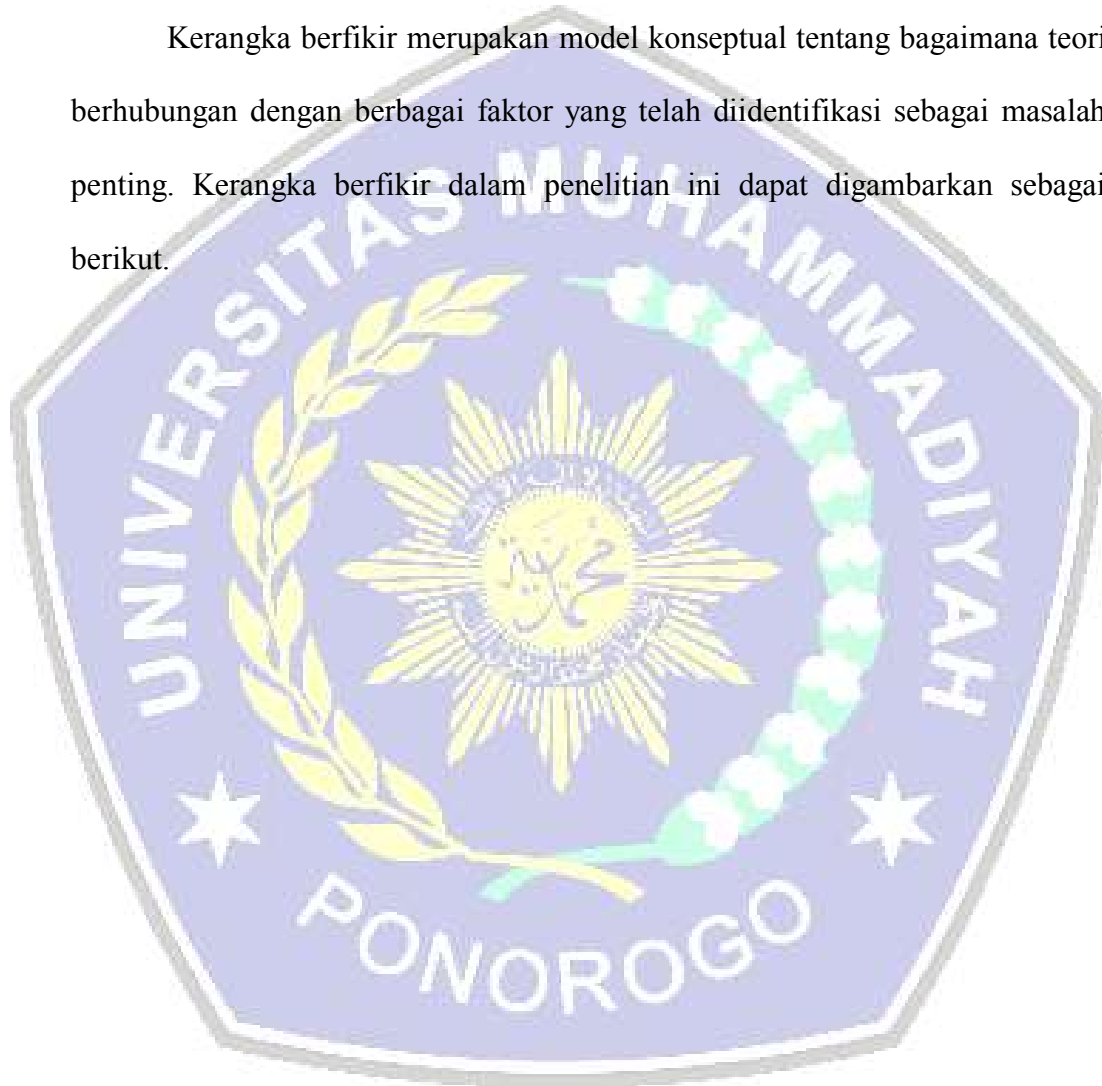 Kerangka berfikir merupakan model konseptual tentang bagaimana teori
berhubungan dengan berbagai faktor yang telah diidentifikasi sebagai masalah
penting. Kerangka berfikir dalam penelitian ini dapat digambarkan sebagai
berikut.
UNIVERSITAS MUHAMMADIYAH
PONOROGO